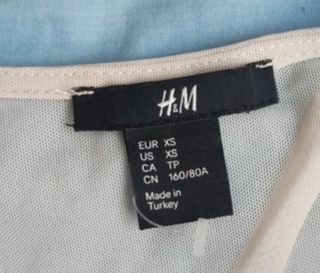 H&M
EUR XS
US XS
CA TP
CN 160/80A
Made in
Turkey